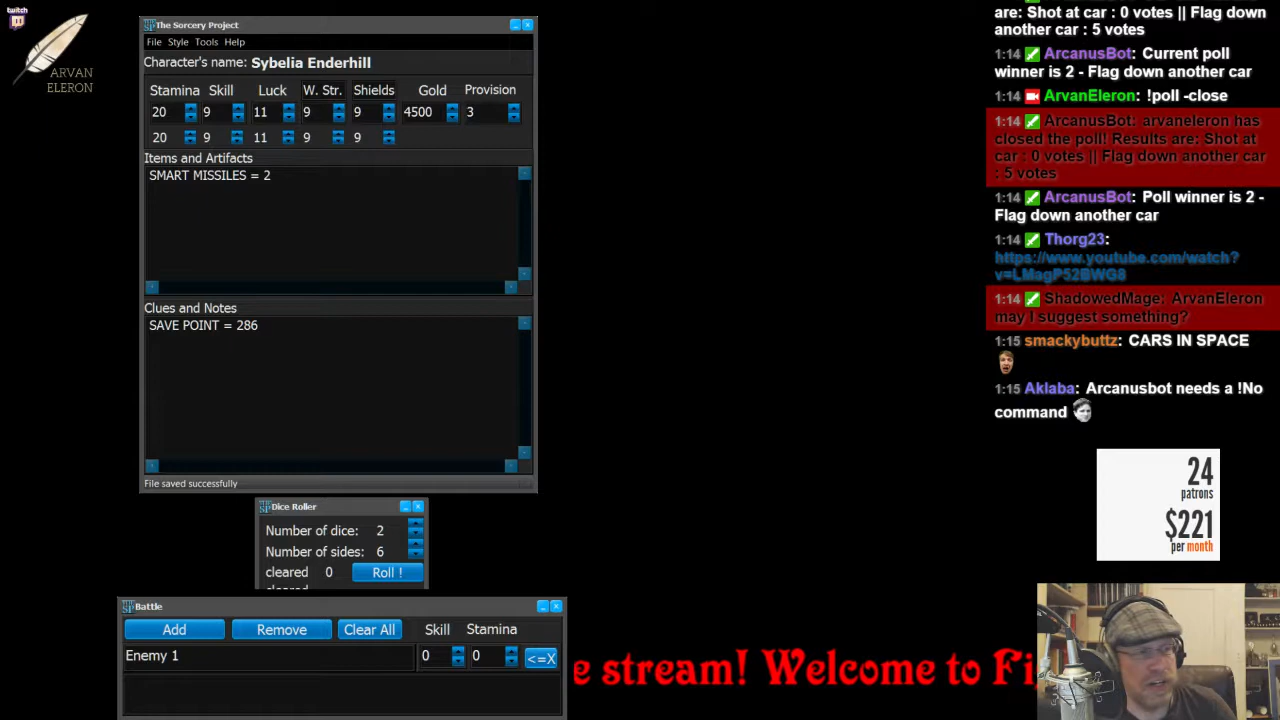 twitch
ARVAN
ELERON
The Sorcery Project
File Style Tools Help
Character's name: Sybelia Enderhill
Stamina Skill Luck W. Str. Shields Gold Provision
20 9 11 9 9 4500 3
20 9 11 9 9
Items and Artifacts
SMART MISSILES = 2
Clues and Notes
SAVE POINT = 286
File saved successfully
Dice Roller
Number of dice: 2
Number of sides: 6
cleared 0 Roll !
Battle
Add Remove Clear All Skill Stamina
Enemy 1 0 0 <=X
e stream! Welcome to Fi
are: Shot at car : 0 votes || Flag down
another car : 5 votes
1:14 ArcanusBot: Current poll
winner is 2 - Flag down another car
1:14 ArvanEleron: !poll -close
1:14 ArcanusBot: arvaneleron has
closed the poll! Results are: Shot at
car : 0 votes || Flag down another car
: 5 votes
1:14 ArcanusBot: Poll winner is 2 -
Flag down another car
1:14 Thorg23:
https://www.youtube.com/watch?
v=LMagP52BWG8
1:14 ShadowedMage: ArvanEleron
may I suggest something?
1:15 smackybuttz: CARS IN SPACE
1:15 Aklaba: Arcanusbot needs a !No
command
24
patrons
$221
per month